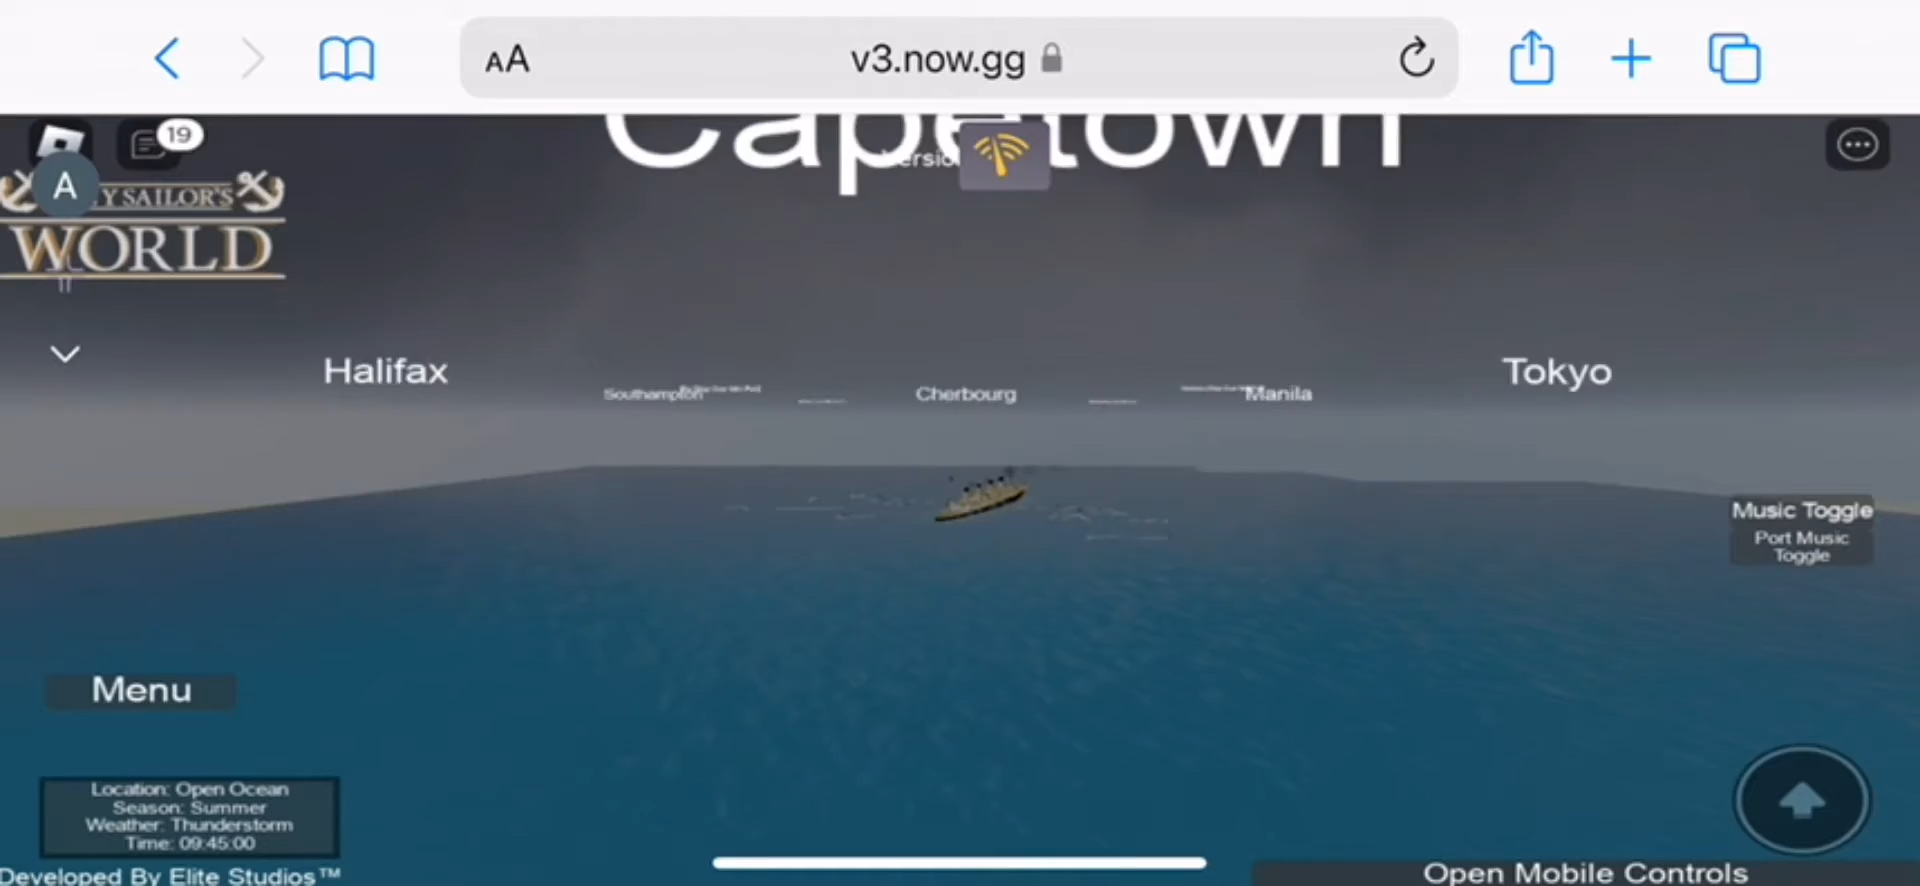 AA
v3.now.gg
Capetown
19
A
Y SAILOR'S
WORLD
Halifax
Southampton
Cherbourg
Manila
Tokyo
Music Toggle
Port Music
Toggle
Menu
Location: Open Ocean
Season: Summer
Weather: Thunderstorm
Time: 09:45:00
Developed By Elite Studios™
Open Mobile Controls